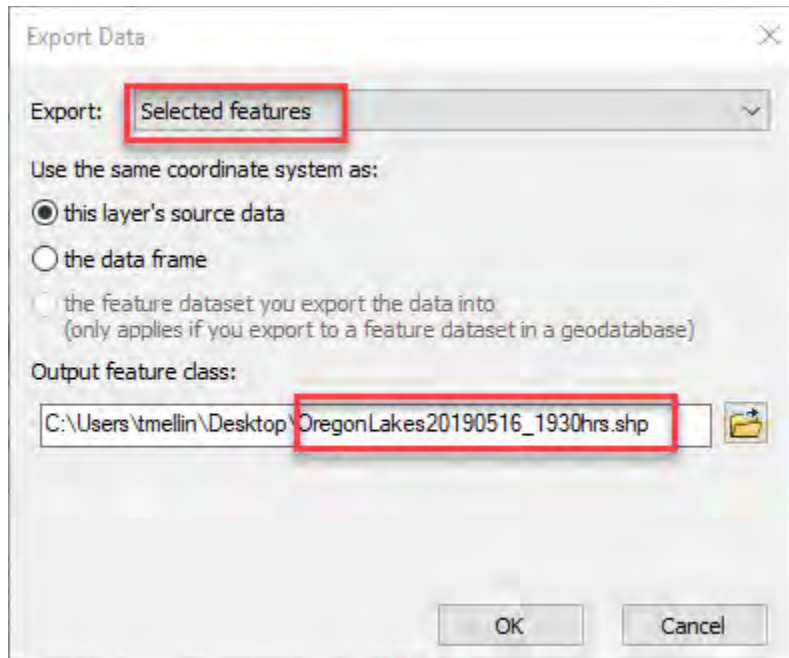 Export Data
Export: Selected features
Use the same coordinate system as:
this layer's source data
the data frame
the feature dataset you export the data into
(only applies if you export to a feature dataset in a geodatabase)
Output feature class:
C:\Users\tmellin\Desktop\OregonLakes20190516_1930hrs.shp
OK Cancel